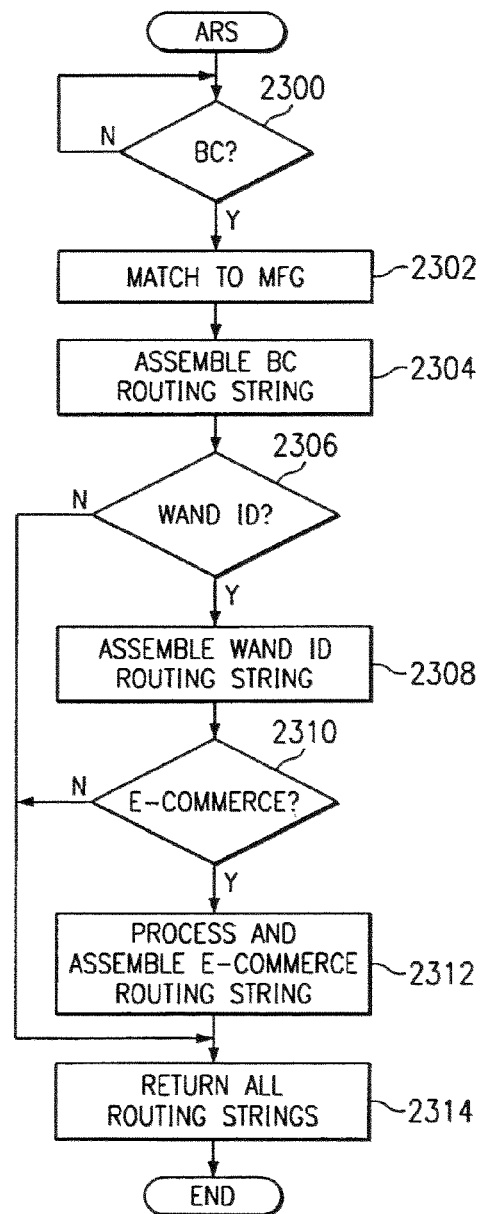 ARS
2300
N
BC?
Y
MATCH TO MFG
2302
ASSEMBLE BC
ROUTING STRING
2304
2306
N
WAND ID?
Y
ASSEMBLE WAND ID
ROUTING STRING
2308
2310
N
E-COMMERCE?
Y
PROCESS AND
ASSEMBLE E-COMMERCE
ROUTING STRING
2312
RETURN ALL
ROUTING STRINGS
2314
END